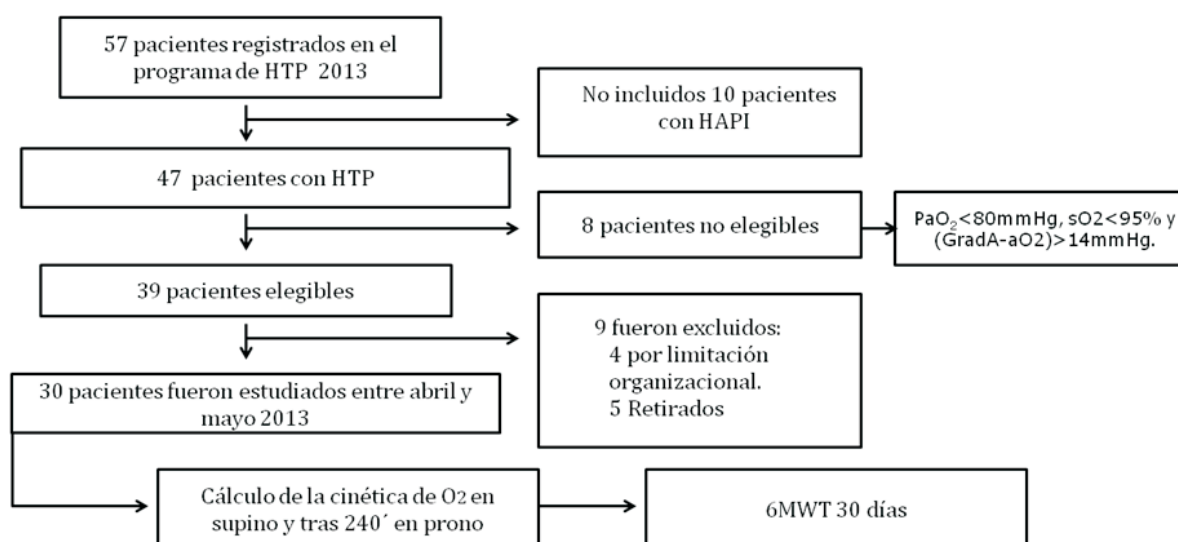 57 pacientes registrados en el
programa de HTP 2013
No incluidos 10 pacientes
con HAPI
47 pacientes con HTP
8 pacientes no elegibles
PaO₂<80mmHg, sO2<95% y
(GradA-aO2)>14mmHg.
39 pacientes elegibles
9 fueron excluidos:
4 por limitación
organizacional.
5 Retirados
30 pacientes fueron estudiados entre abril y
mayo 2013
Cálculo de la cinética de O2 en
supino y tras 240´ en prono
6MWT 30 días